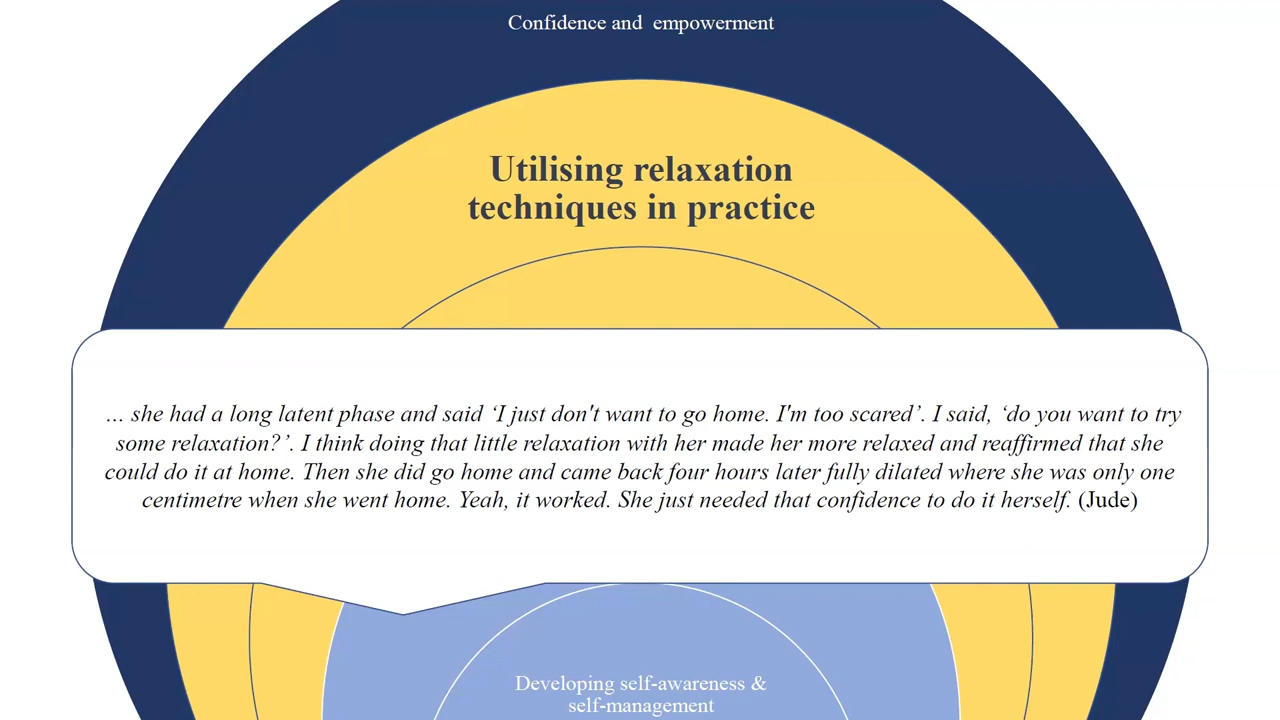 Confidence and empowerment
Utilising relaxation
techniques in practice
... she had a long latent phase and said ‘I just don't want to go home. I'm too scared’. I said, ‘do you want to try
some relaxation?’. I think doing that little relaxation with her made her more relaxed and reaffirmed that she
could do it at home. Then she did go home and came back four hours later fully dilated where she was only one
centimetre when she went home. Yeah, it worked. She just needed that confidence to do it herself. (Jude)
Developing self-awareness &
self-management